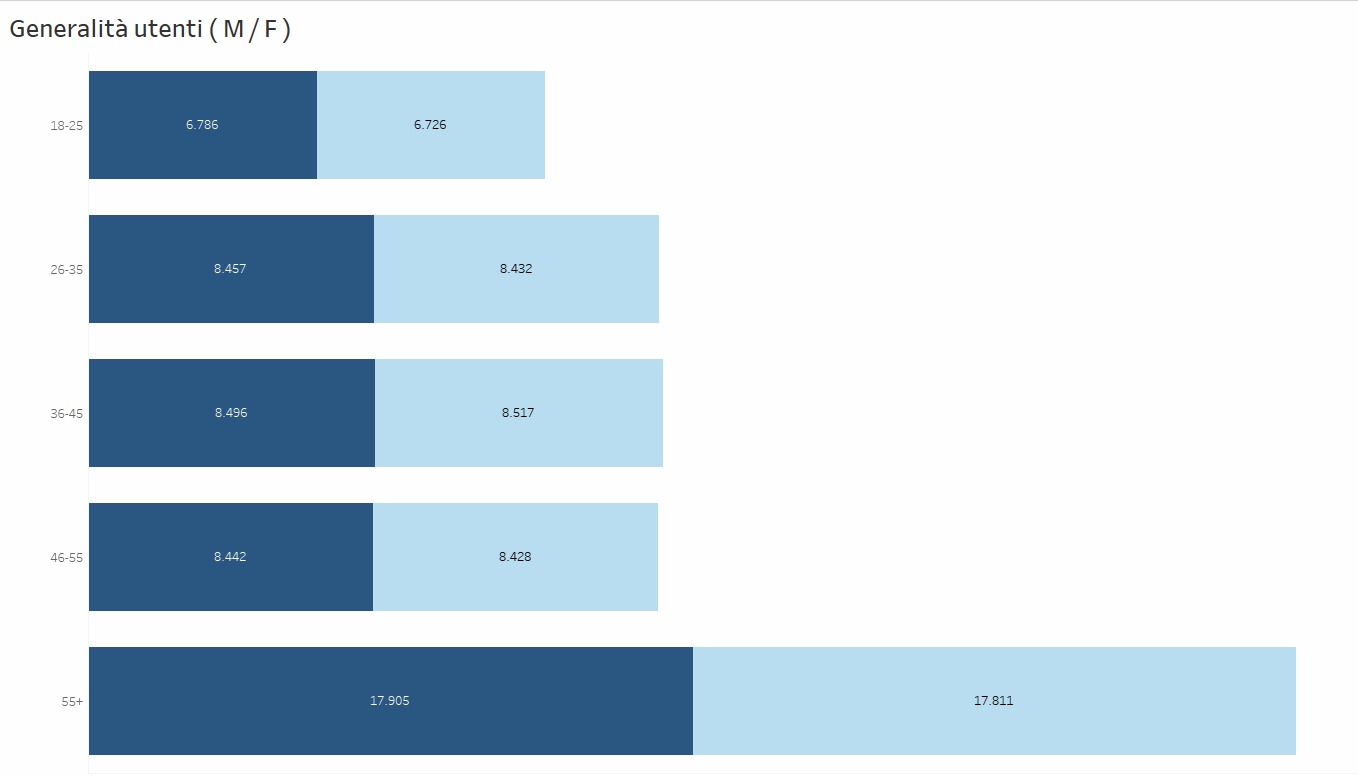 Generalità utenti ( M / F )
18-25 6.786 6.726
26-35 8.457 8.432
36-45 8.496 8.517
46-55 8.442 8.428
55+ 17.905 17.811